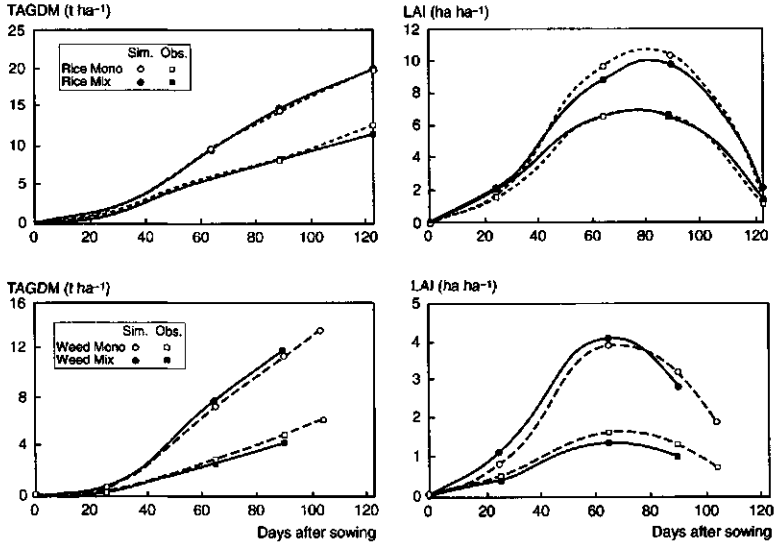 TAGDM (t ha⁻¹)
25
20
15
10
5
0
Sim. Obs.
Rice Mono
Rice Mix
0 20 40 60 80 100 120
LAI (ha ha⁻¹)
12
10
8
6
4
2
0
0 20 40 60 80 100 120
TAGDM (t ha⁻¹)
16
12
8
4
0
Sim. Obs.
Weed Mono
Weed Mix
0 20 40 60 80 100 120
Days after sowing
LAI (ha ha⁻¹)
5
4
3
2
1
0
0 20 40 60 80 100 120
Days after sowing